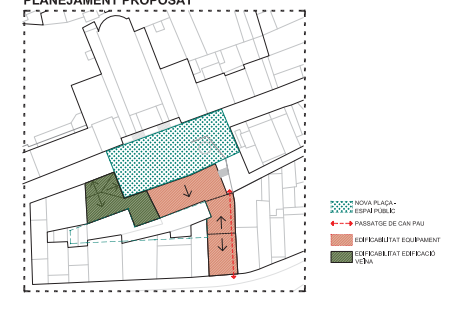 PLANEJAMENT PROPOSAT
NOVA PLAÇA -
ESPAI PÚBLIC
PASSATGE DE CAN PAU
EDIFICABILITAT EQUIPAMENT
EDIFICABILITAT EDIFICACIÓ
VEÏNA